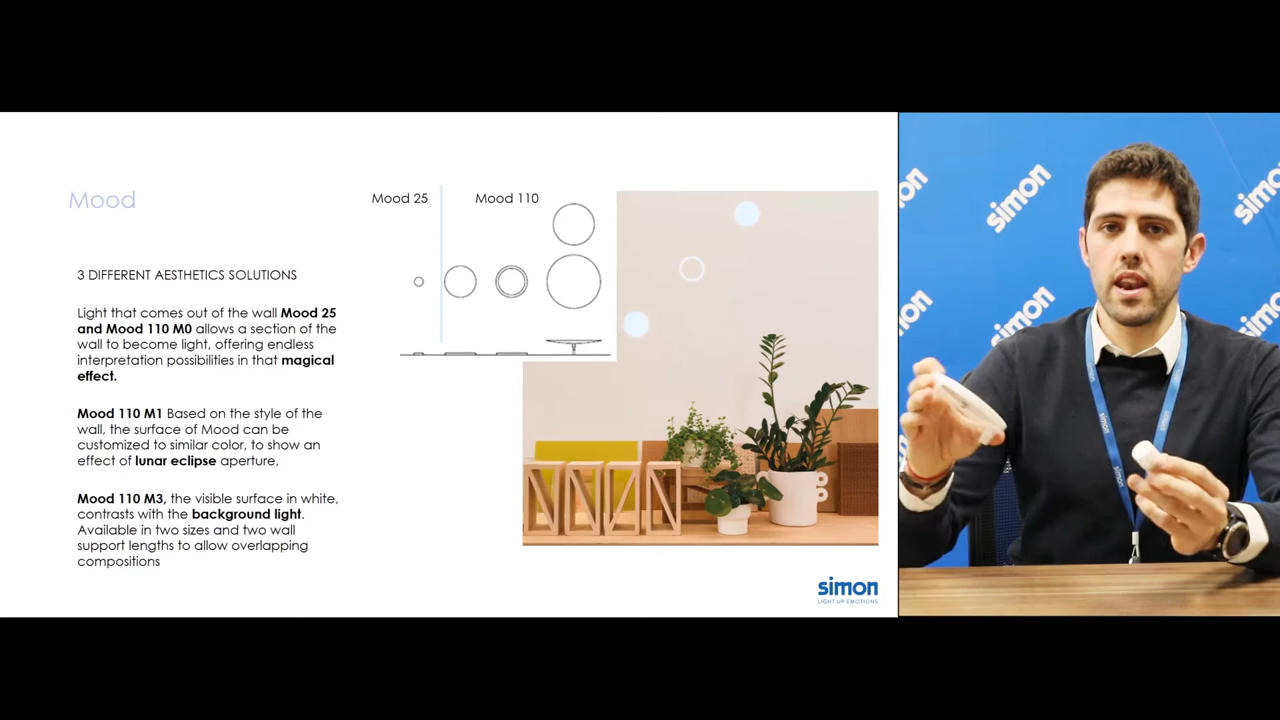 Mood
3 DIFFERENT AESTHETICS SOLUTIONS
Light that comes out of the wall Mood 25
and Mood 110 M0 allows a section of the
wall to become light, offering endless
interpretation possibilities in that magical
effect.
Mood 110 M1 Based on the style of the
wall, the surface of Mood can be
customized to similar color, to show an
effect of lunar eclipse aperture,
Mood 110 M3, the visible surface in white,
contrasts with the background light.
Available in two sizes and two wall
support lengths to allow overlapping
compositions
Mood 25
Mood 110
simon
LIGHT UP EMOTIONS
simon
simon
simon
simon
simon
simon
simon
simon